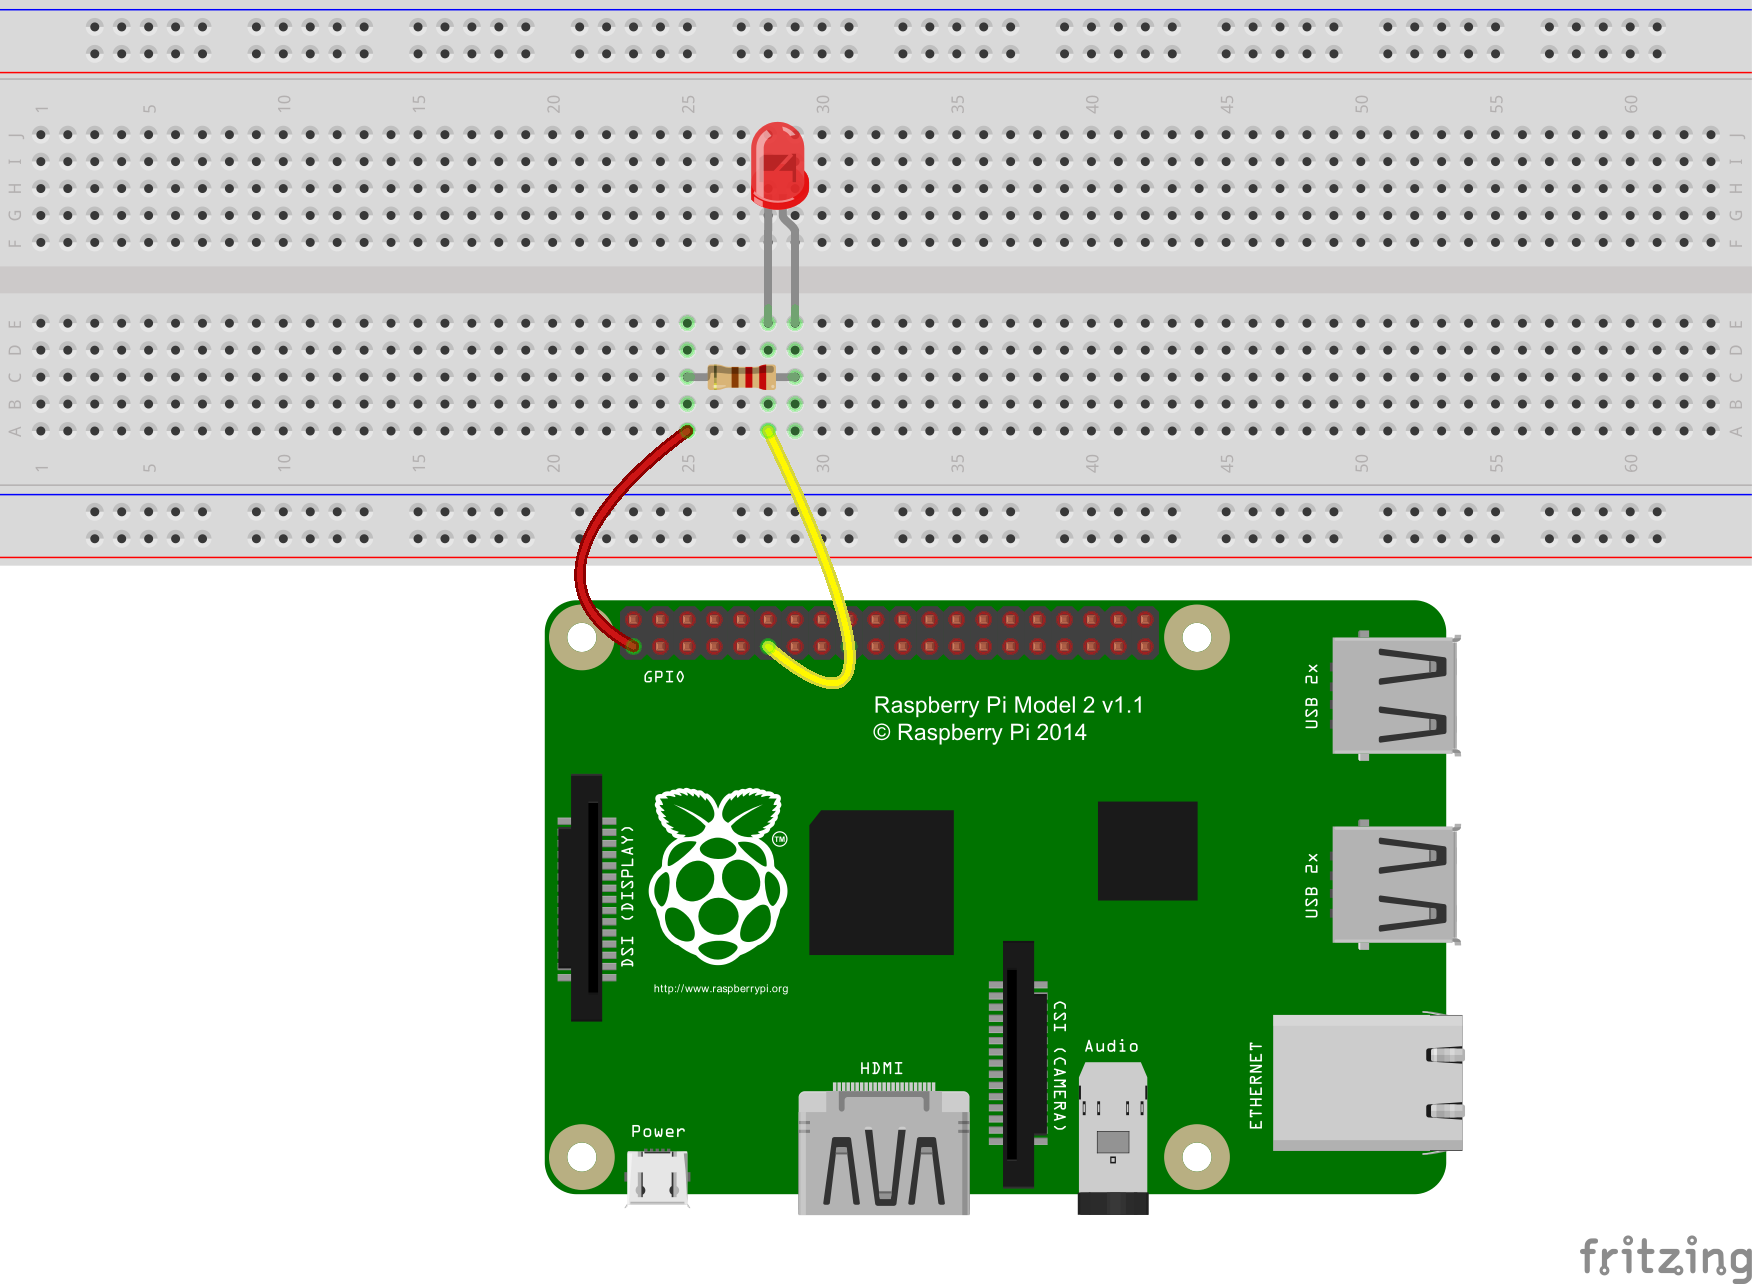 1 5 10 15 20 25 30 35 40 45 50 55 60
J J
I I
H H
G G
F F
E E
D D
C C
B B
A A
1 5 10 15 20 25 30 35 40 45 50 55 60
GPIO
Raspberry Pi Model 2 v1.1
© Raspberry Pi 2014
USB 2x
USB 2x
DSI (DISPLAY)
TM
http://www.raspberrypi.org
CSI (CAMERA)
Audio
ETHERNET
HDMI
Power
fritzing